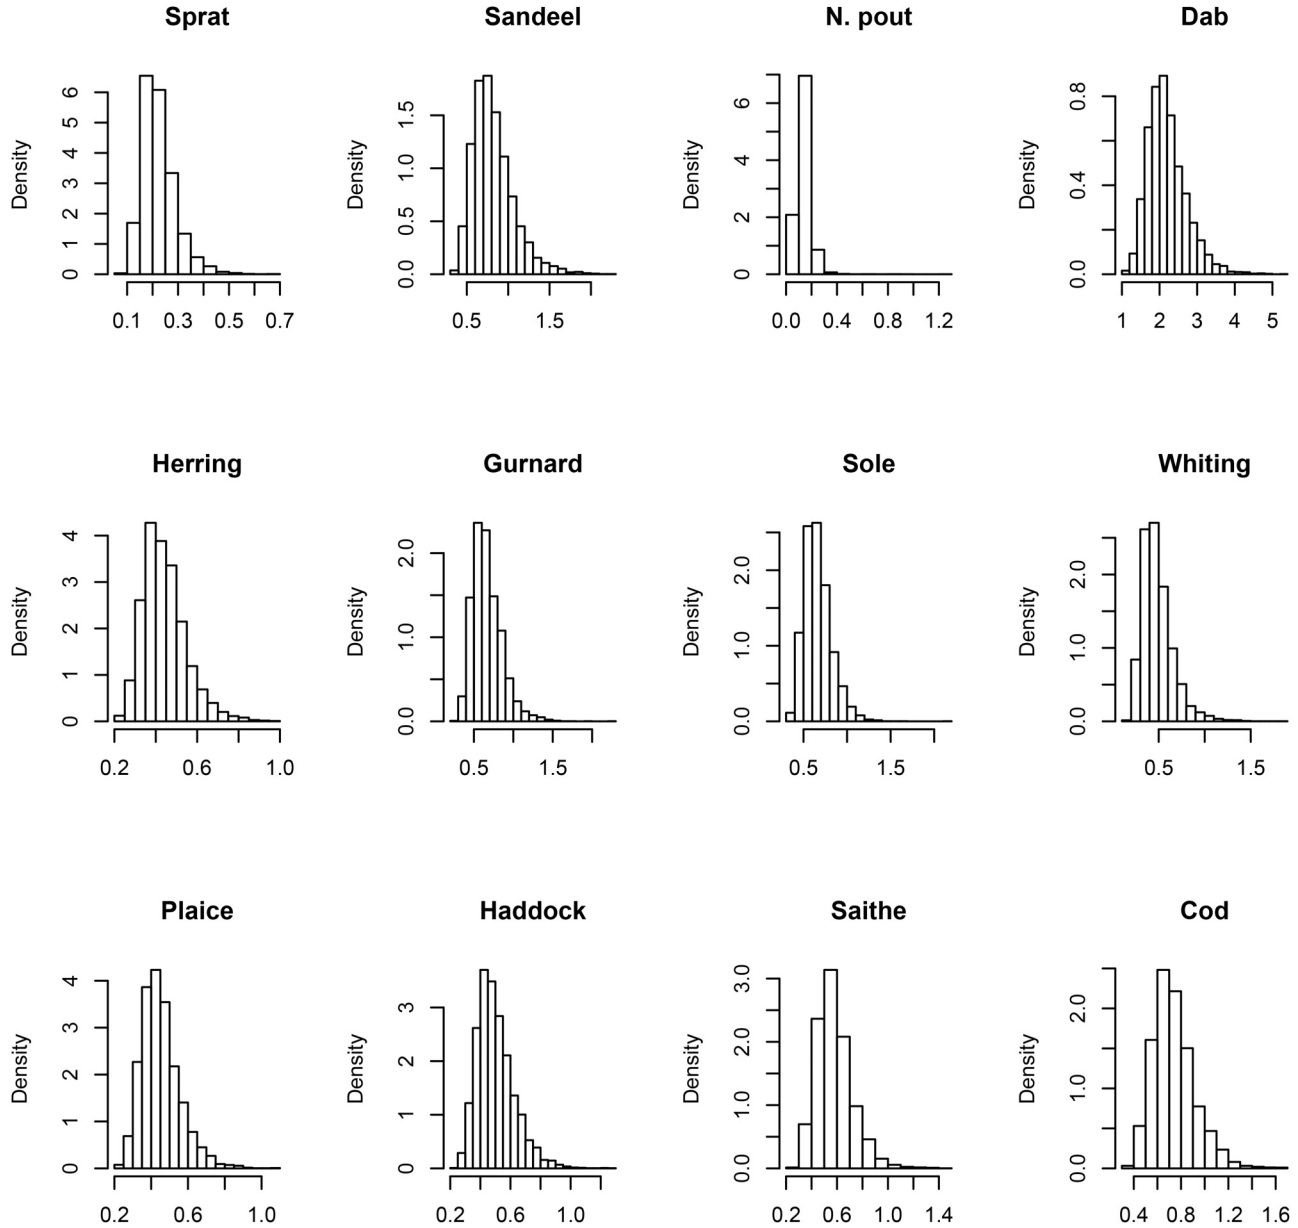 Sprat
Sandeel
N. pout
Dab
Density
0 1 2 3 4 5 6
0.1 0.3 0.5 0.7
Density
0.0 0.5 1.0 1.5
0.5 1.5
Density
0 2 4 6
0.0 0.4 0.8 1.2
Density
0.0 0.4 0.8
1 2 3 4 5
Herring
Gurnard
Sole
Whiting
Density
0 1 2 3 4
0.2 0.6 1.0
Density
0.0 1.0 2.0
0.5 1.5
Density
0.0 1.0 2.0
0.5 1.5
Density
0.0 1.0 2.0
0.5 1.5
Plaice
Haddock
Saithe
Cod
Density
0 1 2 3 4
0.2 0.6 1.0
Density
0 1 2 3
0.2 0.6 1.0
Density
0.0 1.0 2.0 3.0
0.2 0.6 1.0 1.4
Density
0.0 1.0 2.0
0.4 0.8 1.2 1.6